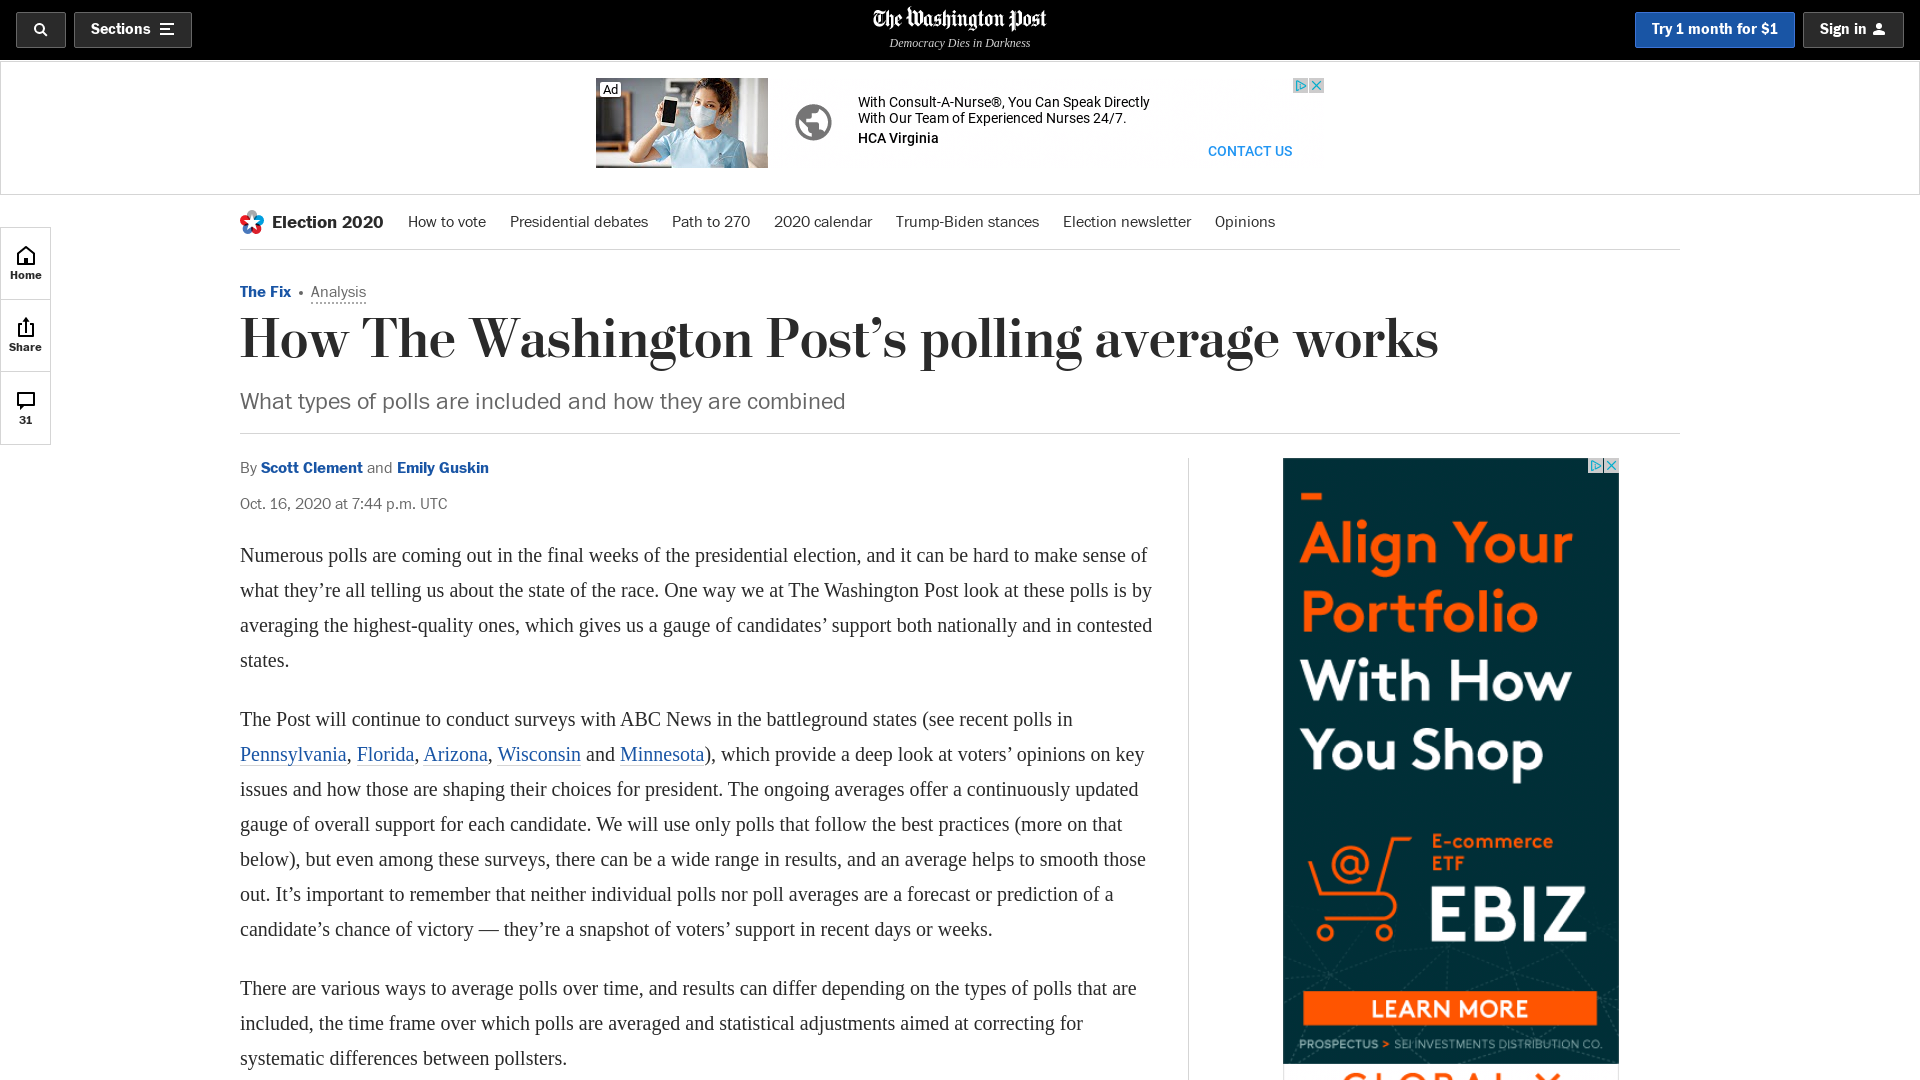 Sections
The Washington Post
Democracy Dies in Darkness
Try 1 month for $1
Sign in
Ad
With Consult-A-Nurse®, You Can Speak Directly
With Our Team of Experienced Nurses 24/7.
HCA Virginia
CONTACT US
Election 2020
How to vote
Presidential debates
Path to 270
2020 calendar
Trump-Biden stances
Election newsletter
Opinions
Home
Share
31
The Fix • Analysis
How The Washington Post’s polling average works
What types of polls are included and how they are combined
By Scott Clement and Emily Guskin
Oct. 16, 2020 at 7:44 p.m. UTC
Numerous polls are coming out in the final weeks of the presidential election, and it can be hard to make sense of
what they’re all telling us about the state of the race. One way we at The Washington Post look at these polls is by
averaging the highest-quality ones, which gives us a gauge of candidates’ support both nationally and in contested
states.
The Post will continue to conduct surveys with ABC News in the battleground states (see recent polls in
Pennsylvania, Florida, Arizona, Wisconsin and Minnesota), which provide a deep look at voters’ opinions on key
issues and how those are shaping their choices for president. The ongoing averages offer a continuously updated
gauge of overall support for each candidate. We will use only polls that follow the best practices (more on that
below), but even among these surveys, there can be a wide range in results, and an average helps to smooth those
out. It’s important to remember that neither individual polls nor poll averages are a forecast or prediction of a
candidate’s chance of victory — they’re a snapshot of voters’ support in recent days or weeks.
There are various ways to average polls over time, and results can differ depending on the types of polls that are
included, the time frame over which polls are averaged and statistical adjustments aimed at correcting for
systematic differences between pollsters.
Align Your
Portfolio
With How
You Shop
@
E-commerce
ETF
EBIZ
LEARN MORE
PROSPECTUS > SEI INVESTMENTS DISTRIBUTION CO.
GLOBAL X